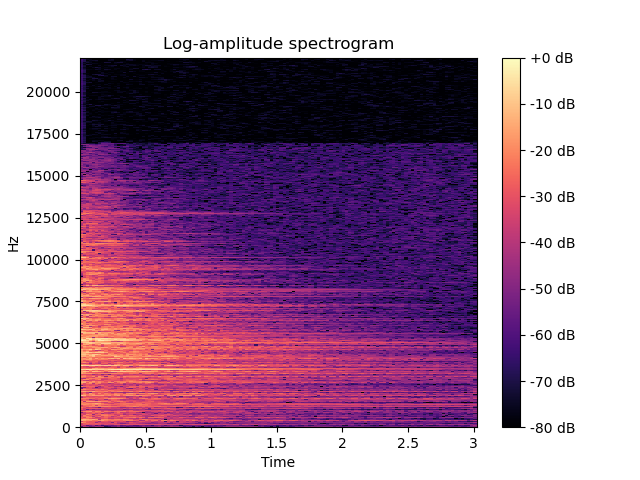 Log-amplitude spectrogram
Hz
20000
17500
15000
12500
10000
7500
5000
2500
0
0
0.5
1
1.5
2
2.5
3
Time
+0 dB
-10 dB
-20 dB
-30 dB
-40 dB
-50 dB
-60 dB
-70 dB
-80 dB